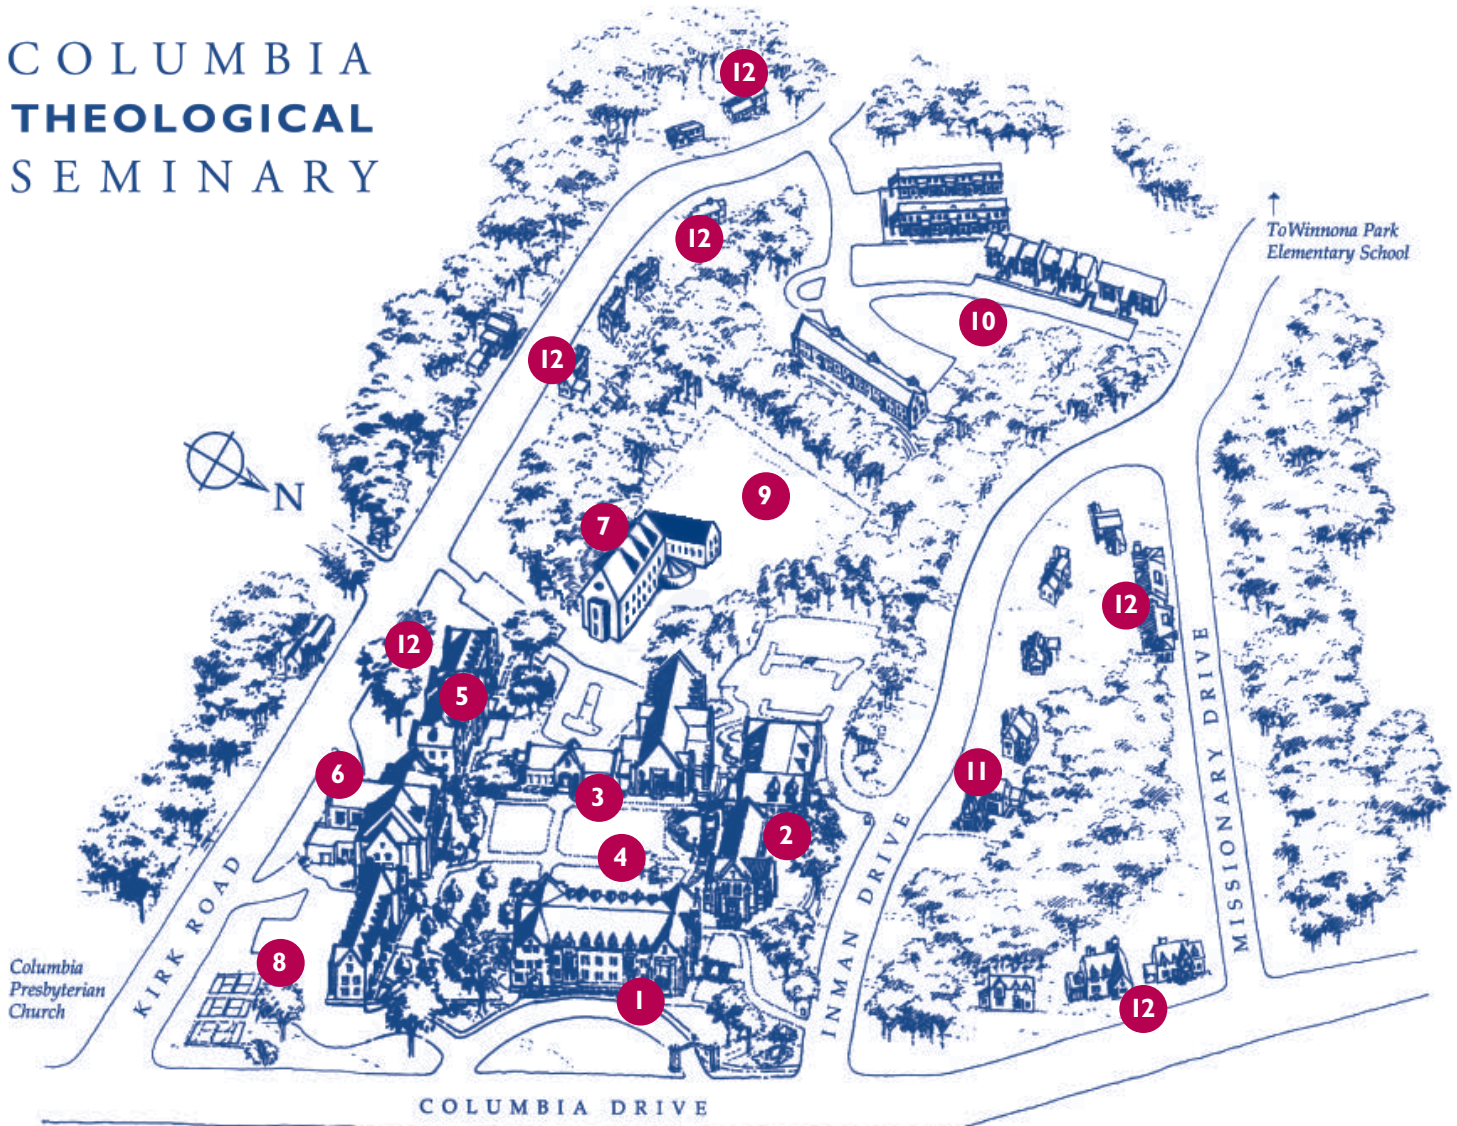 COLUMBIA
THEOLOGICAL
SEMINARY
12
To Winnona Park
Elementary School
12
10
12
N
9
7
12
12
5
6
11
3
2
4
KIRK ROAD
INMAN DRIVE
MISSIONARY DRIVE
8
Columbia
Presbyterian
Church
1
12
COLUMBIA DRIVE